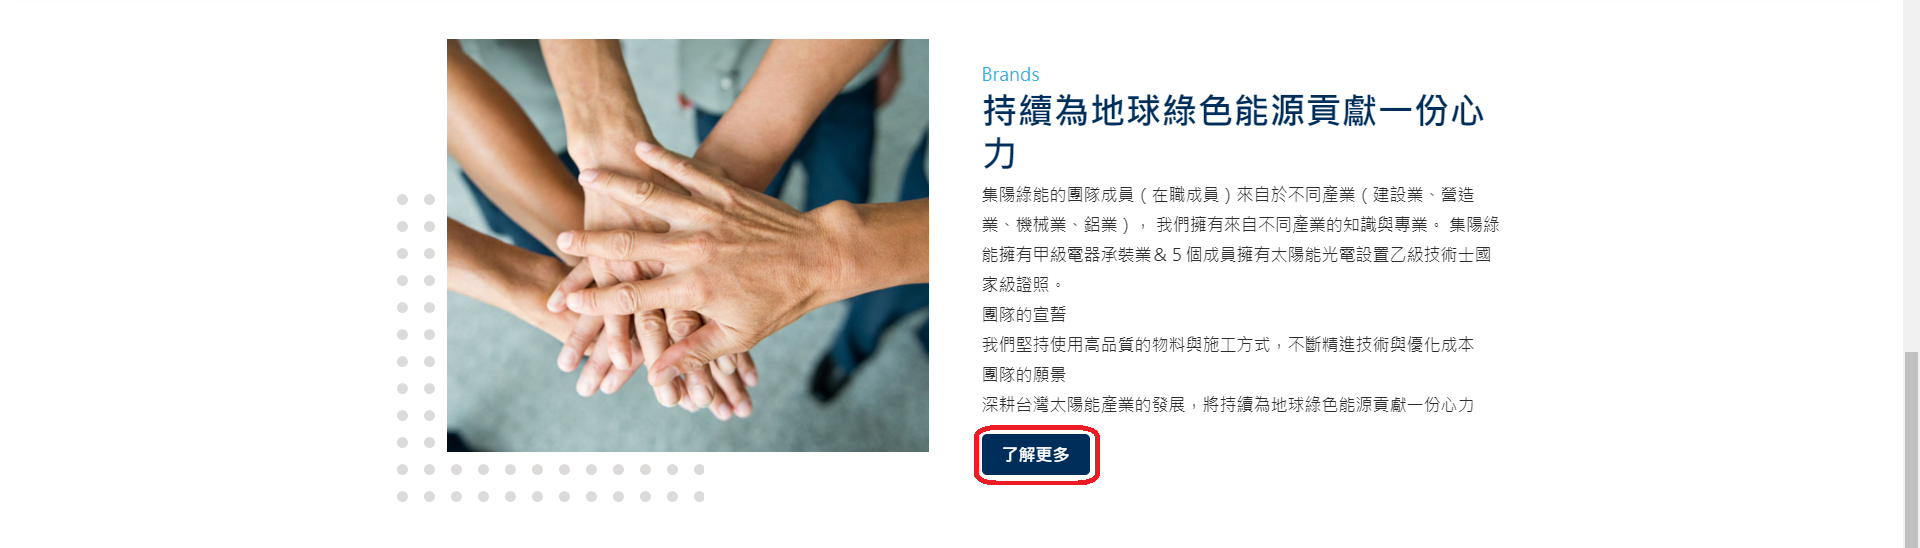 Brands
持續為地球綠色能源貢獻一份心
力
集陽綠能的團隊成員（在職成員）來自於不同產業（建設業、營造
業、機械業、鋁業），我們擁有來自不同產業的知識與專業。 集陽綠
能擁有甲級電器承裝業＆５個成員擁有太陽能光電設置乙級技術士國
家級證照。
團隊的宣誓
我們堅持使用高品質的物料與施工方式，不斷精進技術與優化成本
團隊的願景
深耕台灣太陽能產業的發展，將持續為地球綠色能源貢獻一份心力
了解更多